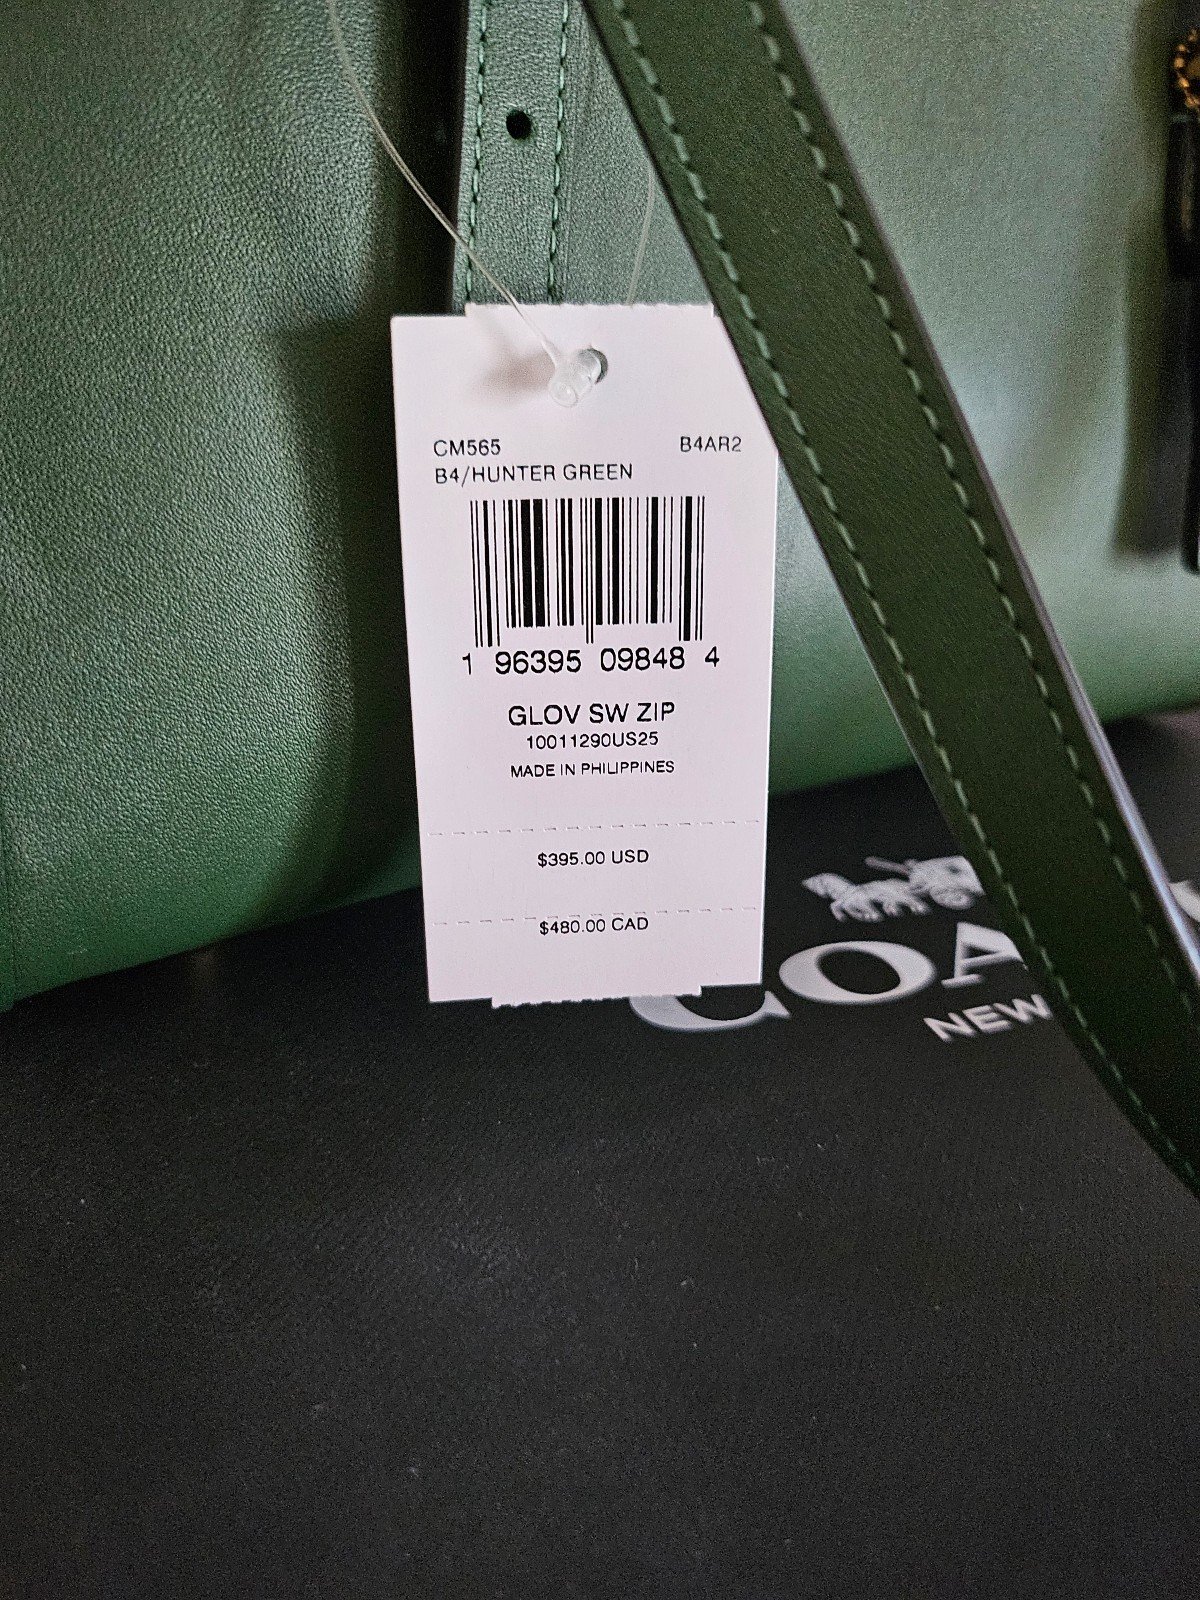 CM565 B4AR2
B4/HUNTER GREEN
1 96395 09848 4
GLOV SW ZIP
10011290US25
MADE IN PHILIPPINES
$395.00 USD
$480.00 CAD
COA
NEW